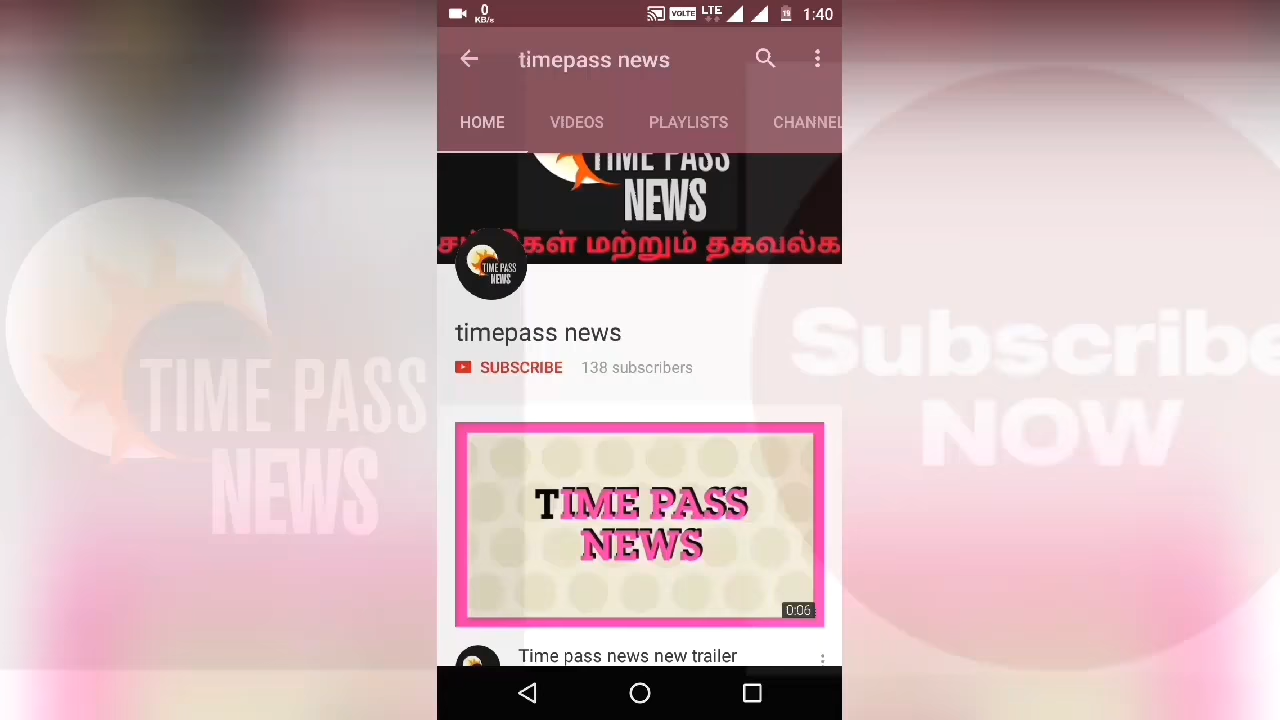 0
KB/s
VOLTE
LTE
19
1:40
timepass news
HOME
VIDEOS
PLAYLISTS
CHANNEL
TIME PASS
NEWS
மற்றும் தகவல்க
TIME PASS
NEWS
timepass news
SUBSCRIBE
138 subscribers
TIME PASS
NEWS
0:06
Time pass news new trailer
TIME PASS
NEWS
Subscribe
NOW